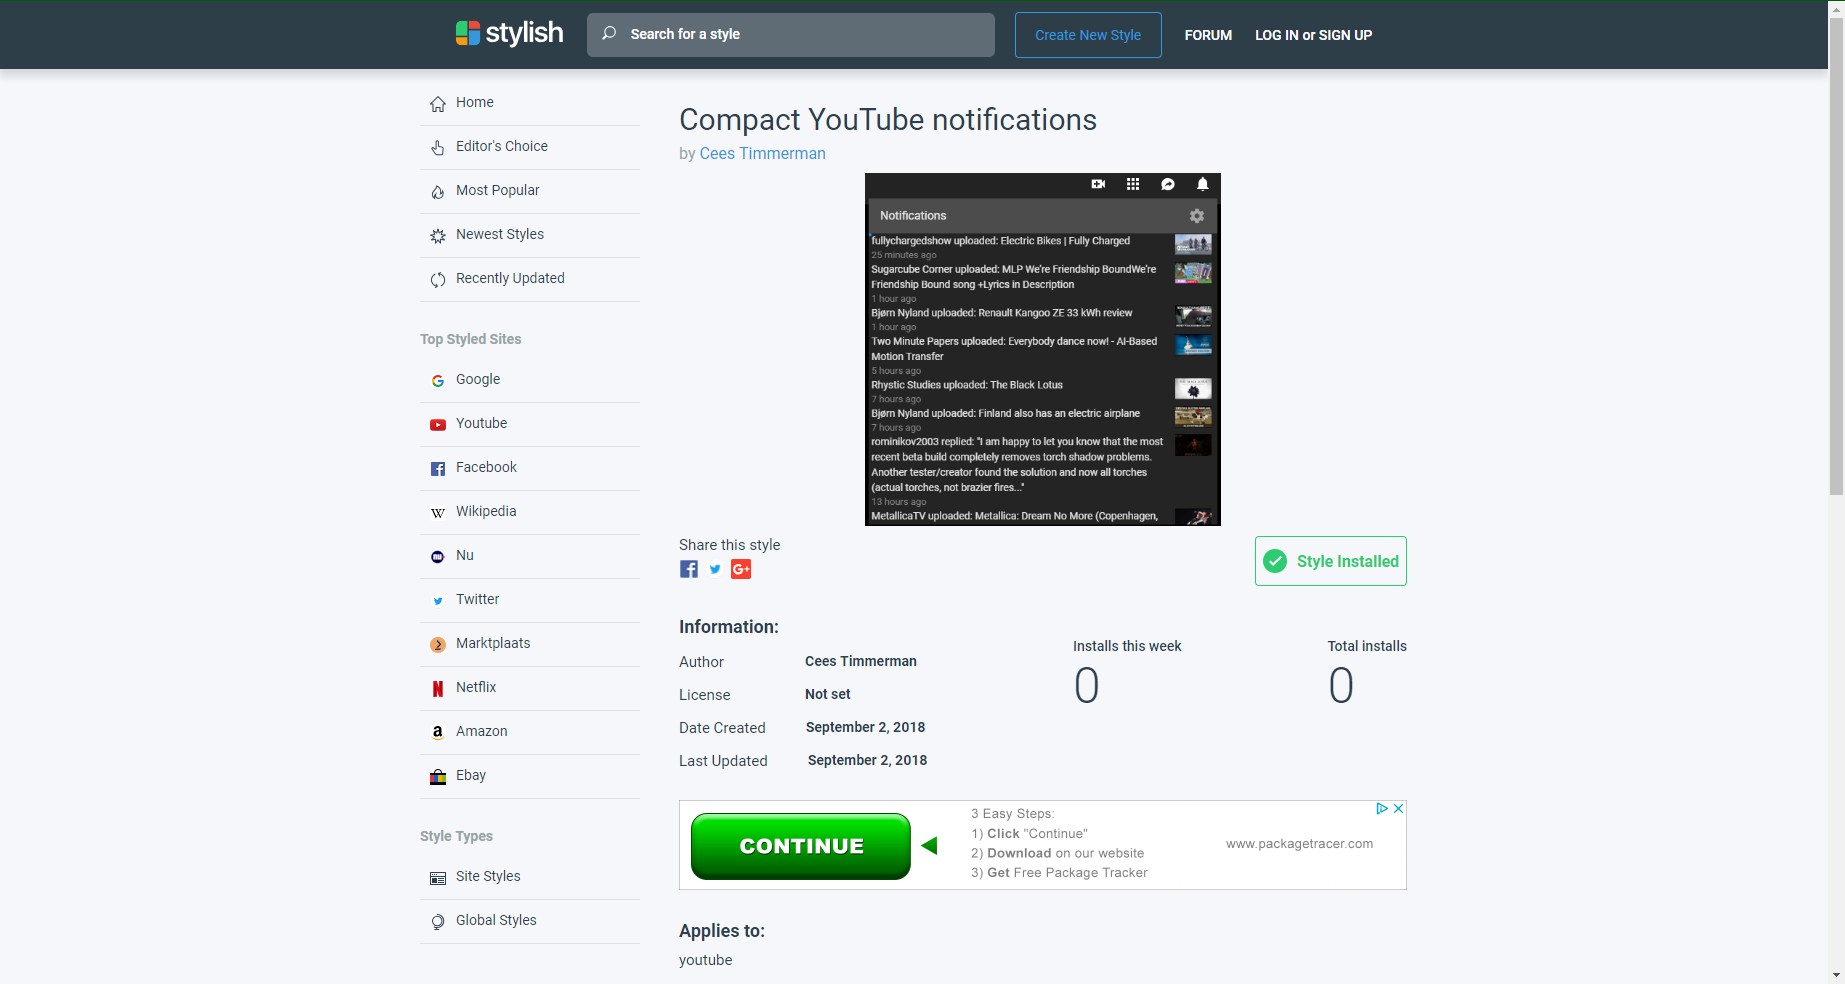 stylish
Search for a style
Create New Style
FORUM
LOG IN or SIGN UP
Home
Editor's Choice
Most Popular
Newest Styles
Recently Updated
Top Styled Sites
Google
Youtube
Facebook
Wikipedia
Nu
Twitter
Marktplaats
Netflix
Amazon
Ebay
Style Types
Site Styles
Global Styles
Compact YouTube notifications
by Cees Timmerman
Notifications
fullychargedshow uploaded: Electric Bikes | Fully Charged
25 minutes ago
Sugarcube Corner uploaded: MLP We're Friendship BoundWe're
Friendship Bound song +Lyrics in Description
1 hour ago
Bjørn Nyland uploaded: Renault Kangoo ZE 33 kWh review
1 hour ago
Two Minute Papers uploaded: Everybody dance now! - AI-Based
Motion Transfer
5 hours ago
Rhystic Studies uploaded: The Black Lotus
7 hours ago
Bjørn Nyland uploaded: Finland also has an electric airplane
7 hours ago
rominikov2003 replied: "I am happy to let you know that the most
recent beta build completely removes torch shadow problems.
Another tester/creator found the solution and now all torches
(actual torches, not brazier fires..."
13 hours ago
MetallicaTV uploaded: Metallica: Dream No More (Copenhagen,
Share this style
Style Installed
Information:
Author Cees Timmerman
License Not set
Date Created September 2, 2018
Last Updated September 2, 2018
Installs this week
0
Total installs
0
CONTINUE
3 Easy Steps:
1) Click "Continue"
2) Download on our website
3) Get Free Package Tracker
www.packagetracer.com
Applies to:
youtube